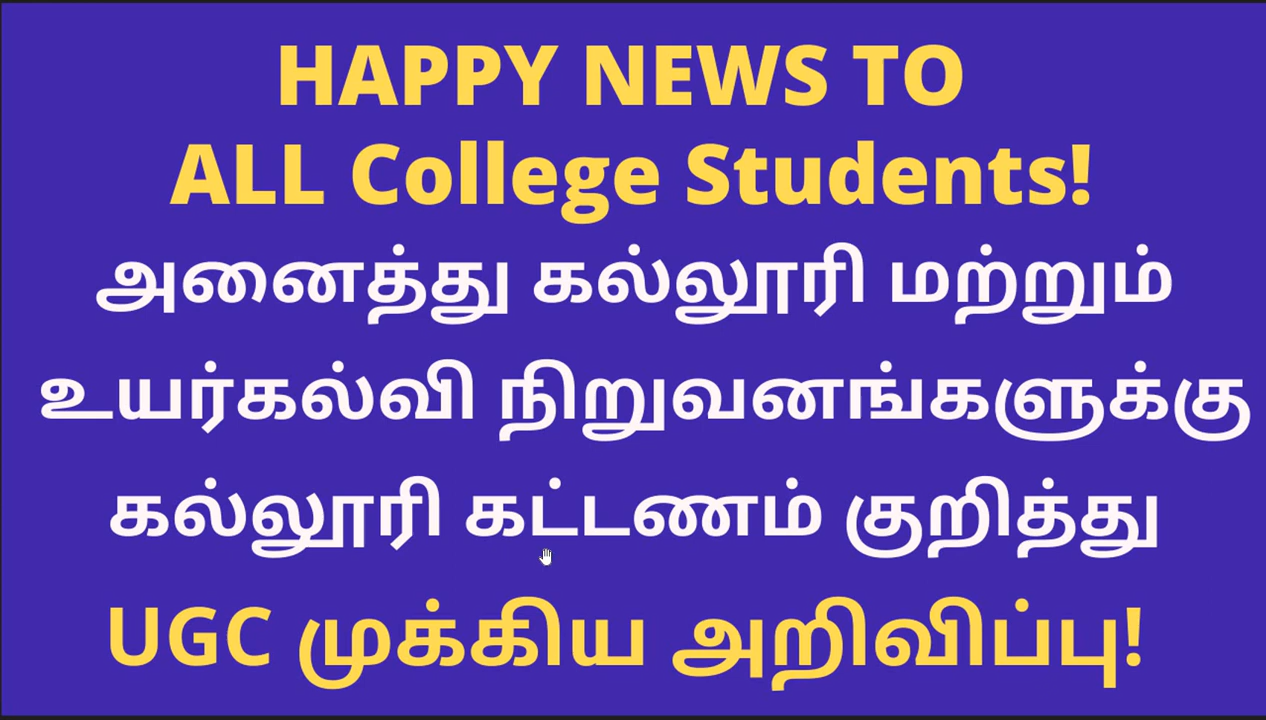 HAPPY NEWS TO
ALL College Students!
அனைத்து கல்லூரி மற்றும்
உயர்கல்வி நிறுவனங்களுக்கு
கல்லூரி கட்டணம் குறித்து
UGC முக்கிய அறிவிப்பு!